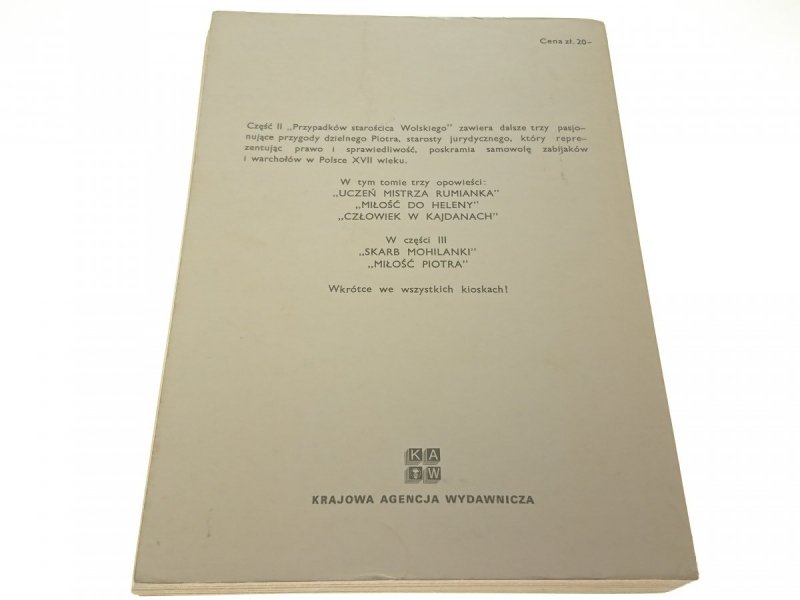 Cena zł. 20–
Część II „Przypadków starościca Wolskiego” zawiera dalsze trzy pasjo-
nujące przygody dzielnego Piotra, starosty jurydycznego, który repre-
zentując prawo i sprawiedliwość, poskramia samowolę zabijaków
i warchołów w Polsce XVII wieku.
W tym tomie trzy opowieści:
„UCZEŃ MISTRZA RUMIANKA”
„MIŁOŚĆ DO HELENY”
„CZŁOWIEK W KAJDANACH”
W części III
„SKARB MOHILANKI”
„MIŁOŚĆ PIOTRA”
Wkrótce we wszystkich kioskach!
K A
W
KRAJOWA AGENCJA WYDAWNICZA